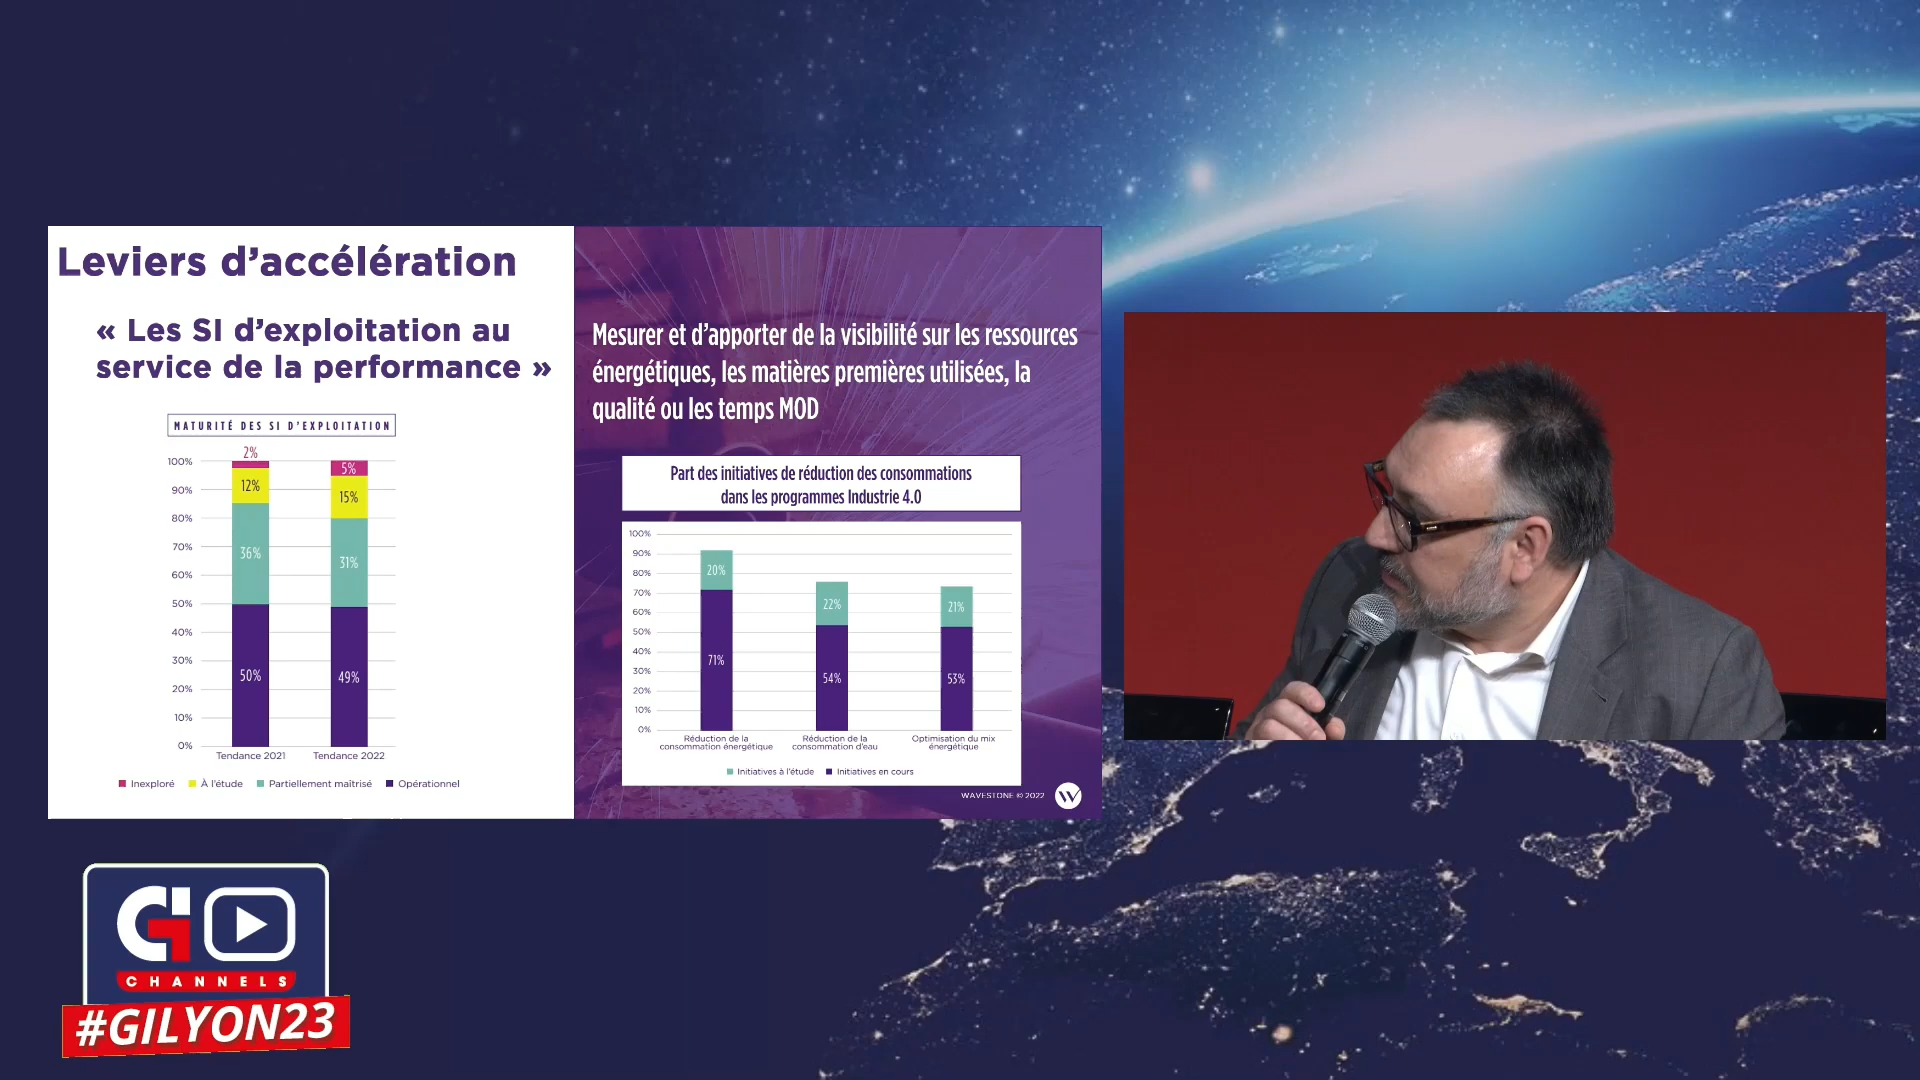 Leviers d'accélération
« Les SI d'exploitation au
service de la performance »
MATURITÉ DES SI D'EXPLOITATION
100%
90%
80%
70%
60%
50%
40%
30%
20%
10%
0%
2%
12%
36%
50%
5%
15%
31%
49%
Tendance 2021
Tendance 2022
Inexploré
À l'étude
Partiellement maîtrisé
Opérationnel
Mesurer et d'apporter de la visibilité sur les ressources
énergétiques, les matières premières utilisées, la
qualité ou les temps MOD
Part des initiatives de réduction des consommations
dans les programmes Industrie 4.0
100%
90%
80%
70%
60%
50%
40%
30%
20%
10%
0%
20%
71%
22%
54%
21%
53%
Réduction de la
consommation énergétique
Réduction de la
consommation d'eau
Optimisation du mix
énergétique
Initiatives à l'étude
Initiatives en cours
WAVESTONE © 2022
W
GI
CHANNELS
#GILYON23